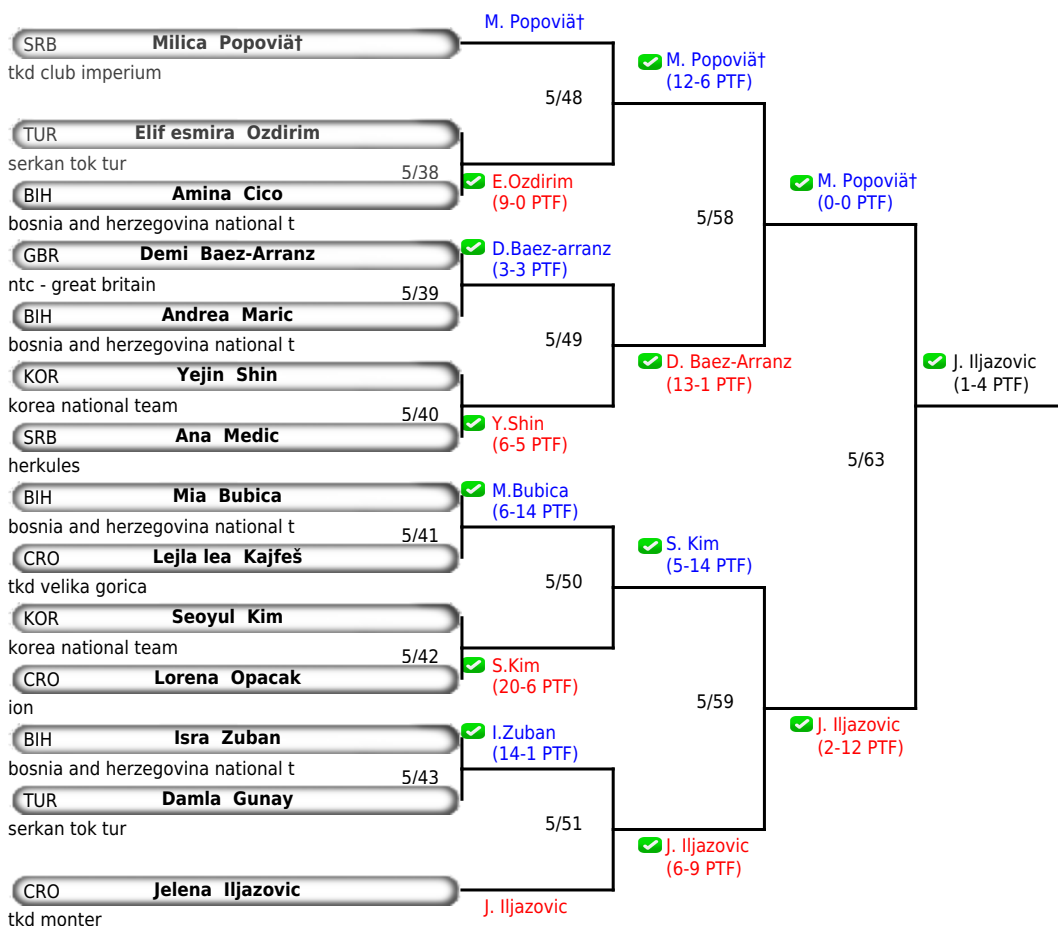 M. Popoviä†
SRB Milica Popoviä†
tkd club imperium
M. Popoviä†
(12-6 PTF)
5/48
TUR Elif esmira Ozdirim
serkan tok tur
5/38
E.Ozdirim
(9-0 PTF)
BIH Amina Cico
bosnia and herzegovina national t
M. Popoviä†
(0-0 PTF)
5/58
GBR Demi Baez-Arranz
ntc - great britain
D.Baez-arranz
(3-3 PTF)
5/39
BIH Andrea Maric
bosnia and herzegovina national t
5/49
D. Baez-Arranz
(13-1 PTF)
J. Iljazovic
(1-4 PTF)
KOR Yejin Shin
korea national team
5/40
Y.Shin
(6-5 PTF)
SRB Ana Medic
herkules
5/63
BIH Mia Bubica
bosnia and herzegovina national t
M.Bubica
(6-14 PTF)
5/41
CRO Lejla lea Kajfeš
tkd velika gorica
S. Kim
(5-14 PTF)
5/50
KOR Seoyul Kim
korea national team
5/42
S.Kim
(20-6 PTF)
CRO Lorena Opacak
ion
5/59
J. Iljazovic
(2-12 PTF)
BIH Isra Zuban
bosnia and herzegovina national t
I.Zuban
(14-1 PTF)
5/43
TUR Damla Gunay
serkan tok tur
5/51
J. Iljazovic
(6-9 PTF)
CRO Jelena Iljazovic
tkd monter
J. Iljazovic